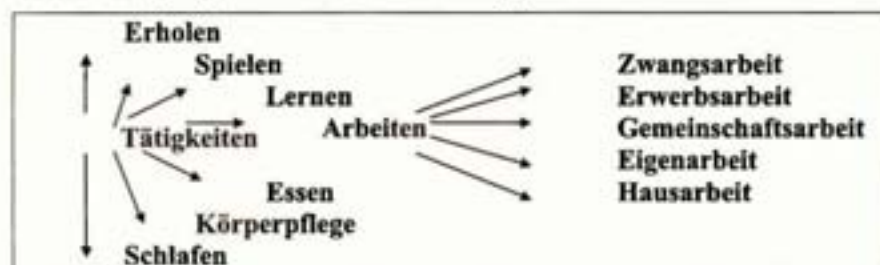 Erholen
Spielen Zwangsarbeit
Lernen Erwerbsarbeit
Tätigkeiten Arbeiten Gemeinschaftsarbeit
Eigenarbeit
Essen Hausarbeit
Körperpflege
Schlafen